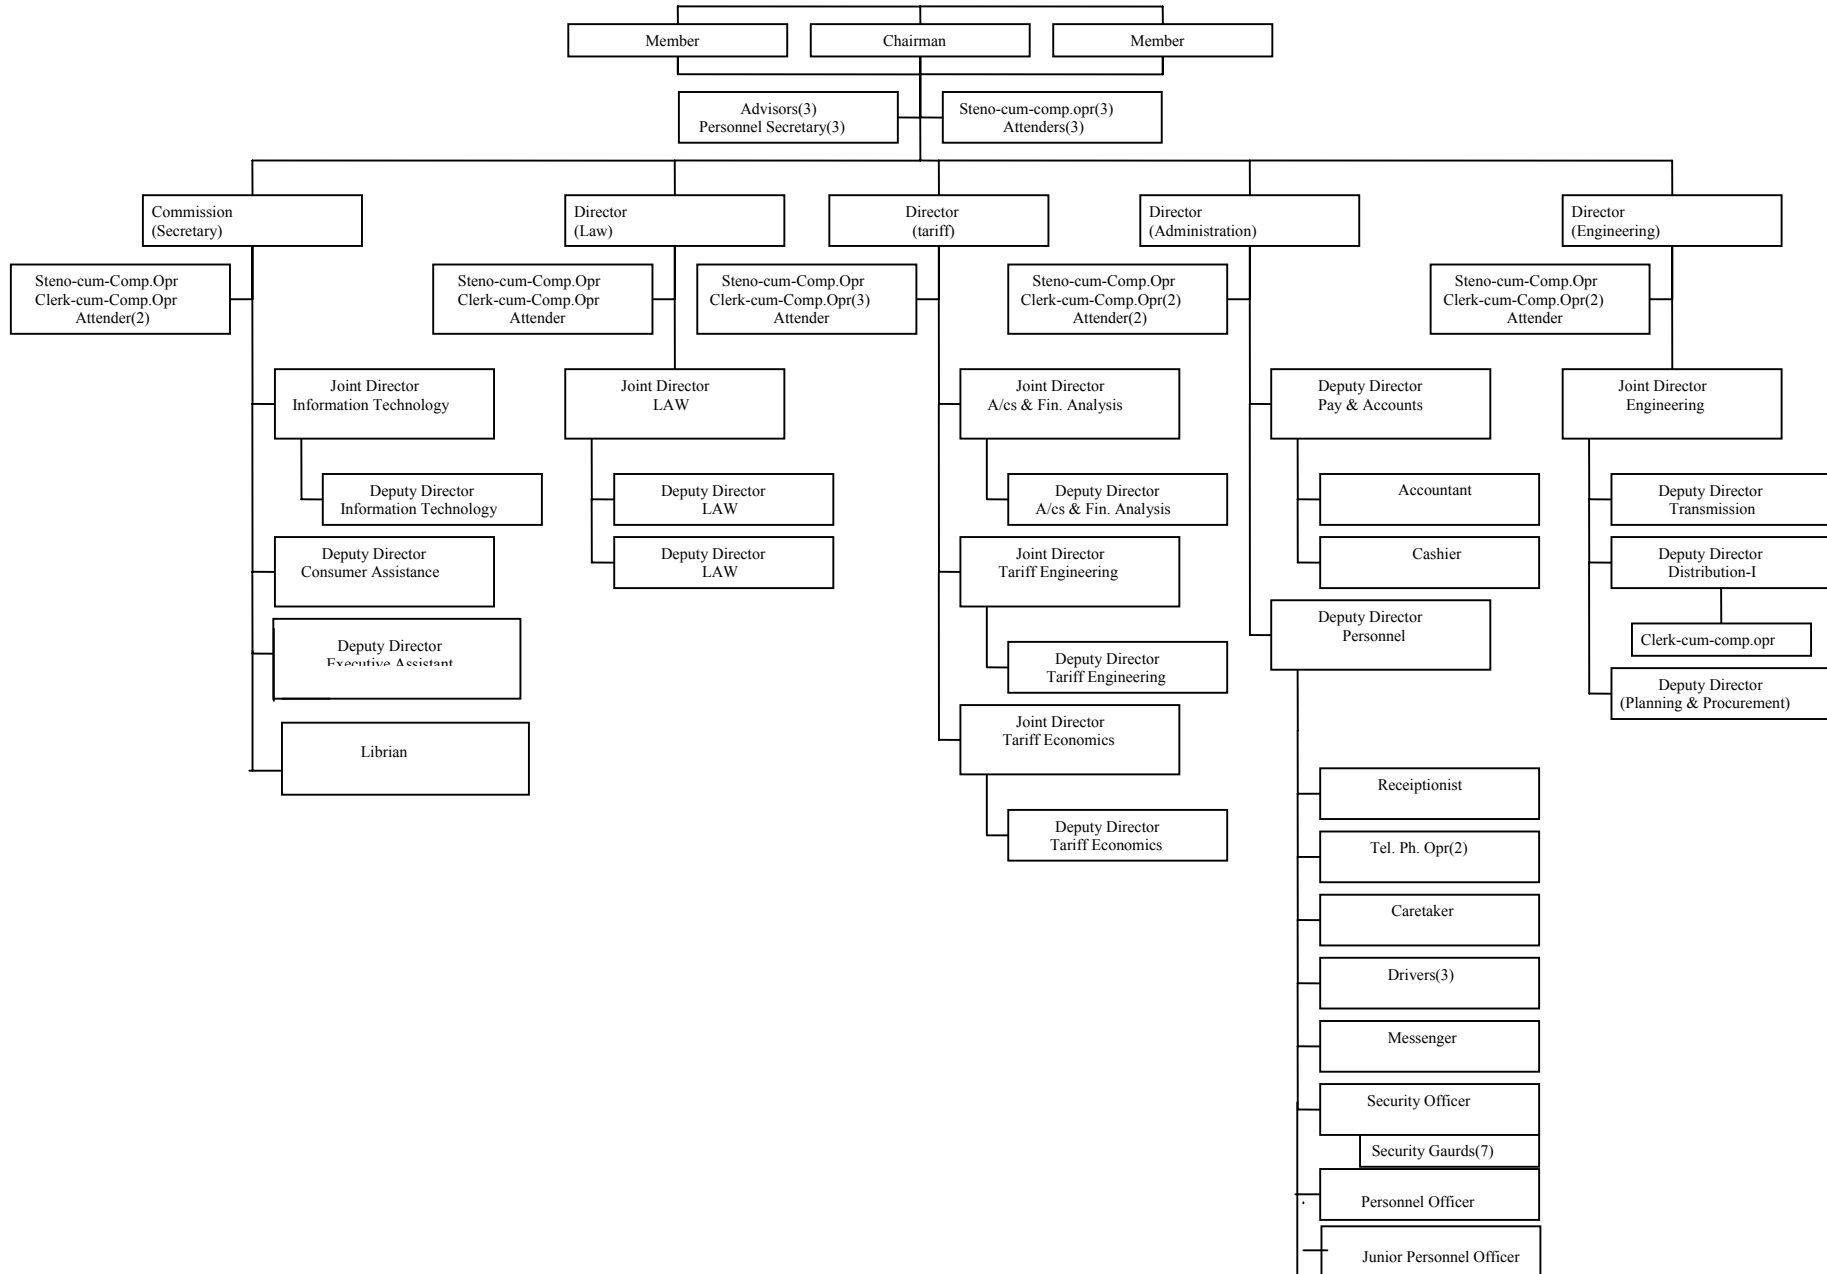 Member
Chairman
Member
Advisors(3)
Personnel Secretary(3)
Steno-cum-comp.opr(3)
Attenders(3)
Commission
(Secretary)
Director
(Law)
Director
(tariff)
Director
(Administration)
Director
(Engineering)
Steno-cum-Comp.Opr
Clerk-cum-Comp.Opr
Attender(2)
Steno-cum-Comp.Opr
Clerk-cum-Comp.Opr
Attender
Steno-cum-Comp.Opr
Clerk-cum-Comp.Opr(3)
Attender
Steno-cum-Comp.Opr
Clerk-cum-Comp.Opr(2)
Attender(2)
Steno-cum-Comp.Opr
Clerk-cum-Comp.Opr(2)
Attender
Joint Director
Information Technology
Deputy Director
Information Technology
Deputy Director
Consumer Assistance
Deputy Director
Executive Assistant
Librian
Joint Director
LAW
Deputy Director
LAW
Deputy Director
LAW
Joint Director
A/cs & Fin. Analysis
Deputy Director
A/cs & Fin. Analysis
Joint Director
Tariff Engineering
Deputy Director
Tariff Engineering
Joint Director
Tariff Economics
Deputy Director
Tariff Economics
Deputy Director
Pay & Accounts
Accountant
Cashier
Deputy Director
Personnel
Receiptionist
Tel. Ph. Opr(2)
Caretaker
Drivers(3)
Messenger
Security Officer
Security Gaurds(7)
Personnel Officer
Junior Personnel Officer
Joint Director
Engineering
Deputy Director
Transmission
Deputy Director
Distribution-I
Clerk-cum-comp.opr
Deputy Director
(Planning & Procurement)